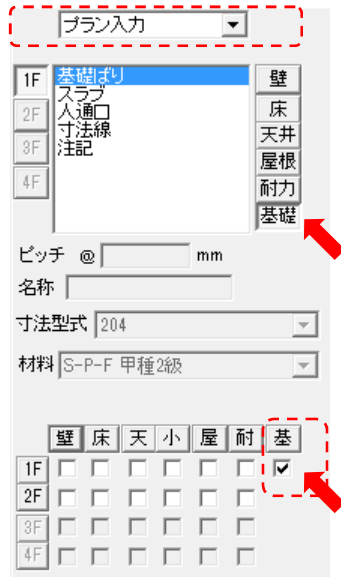 プラン入力
1F 基礎ばり 壁
スラブ
2F 人通口 床
寸法線 天井
3F 注記 屋根
4F 耐力
基礎
ピッチ @ mm
名称
寸法型式 204
材料 S-P-F 甲種2級
壁 床 天 小 屋 耐 基
1F
2F
3F
4F